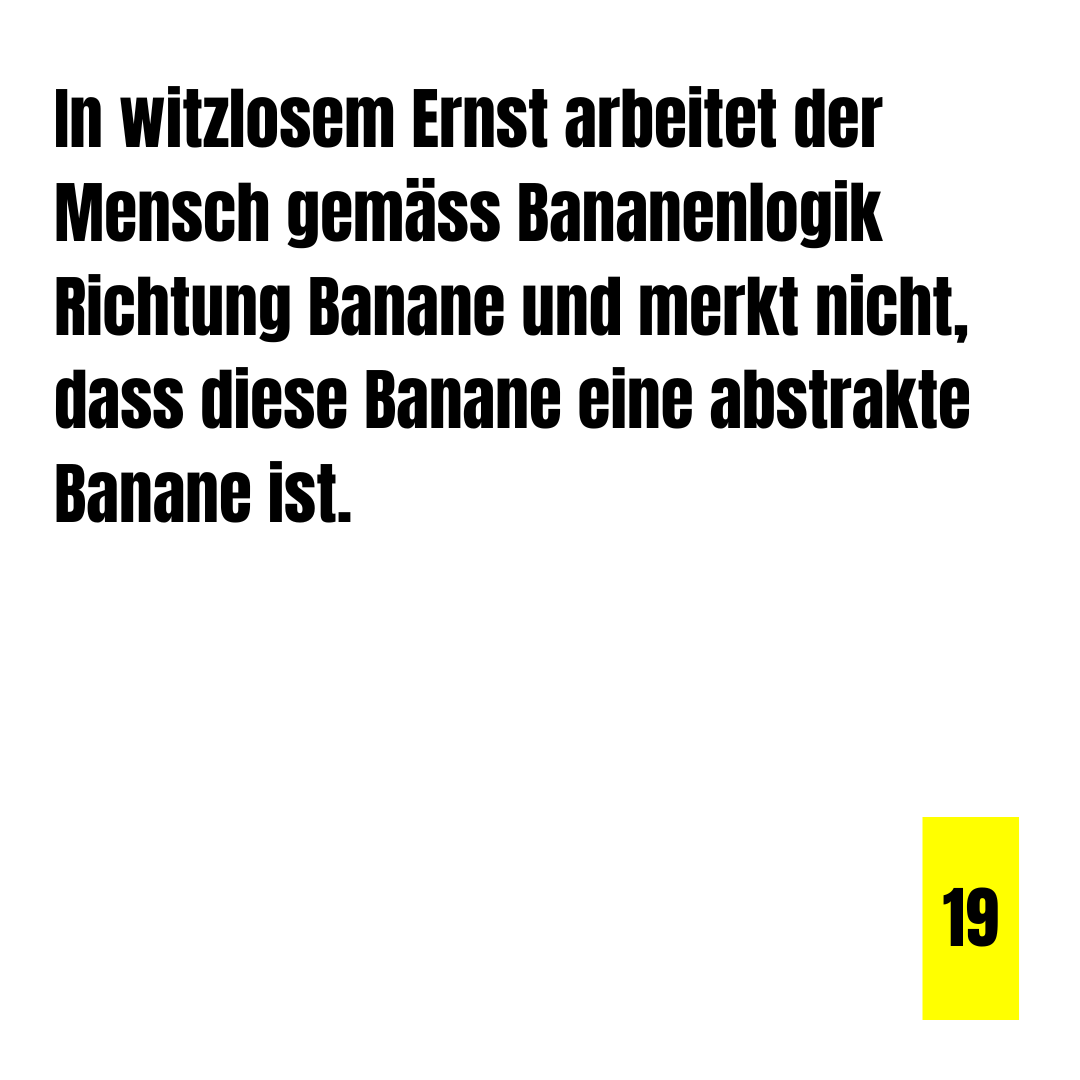 In witzlosem Ernst arbeitet der
Mensch gemäss Bananenlogik
Richtung Banane und merkt nicht,
dass diese Banane eine abstrakte
Banane ist.
19